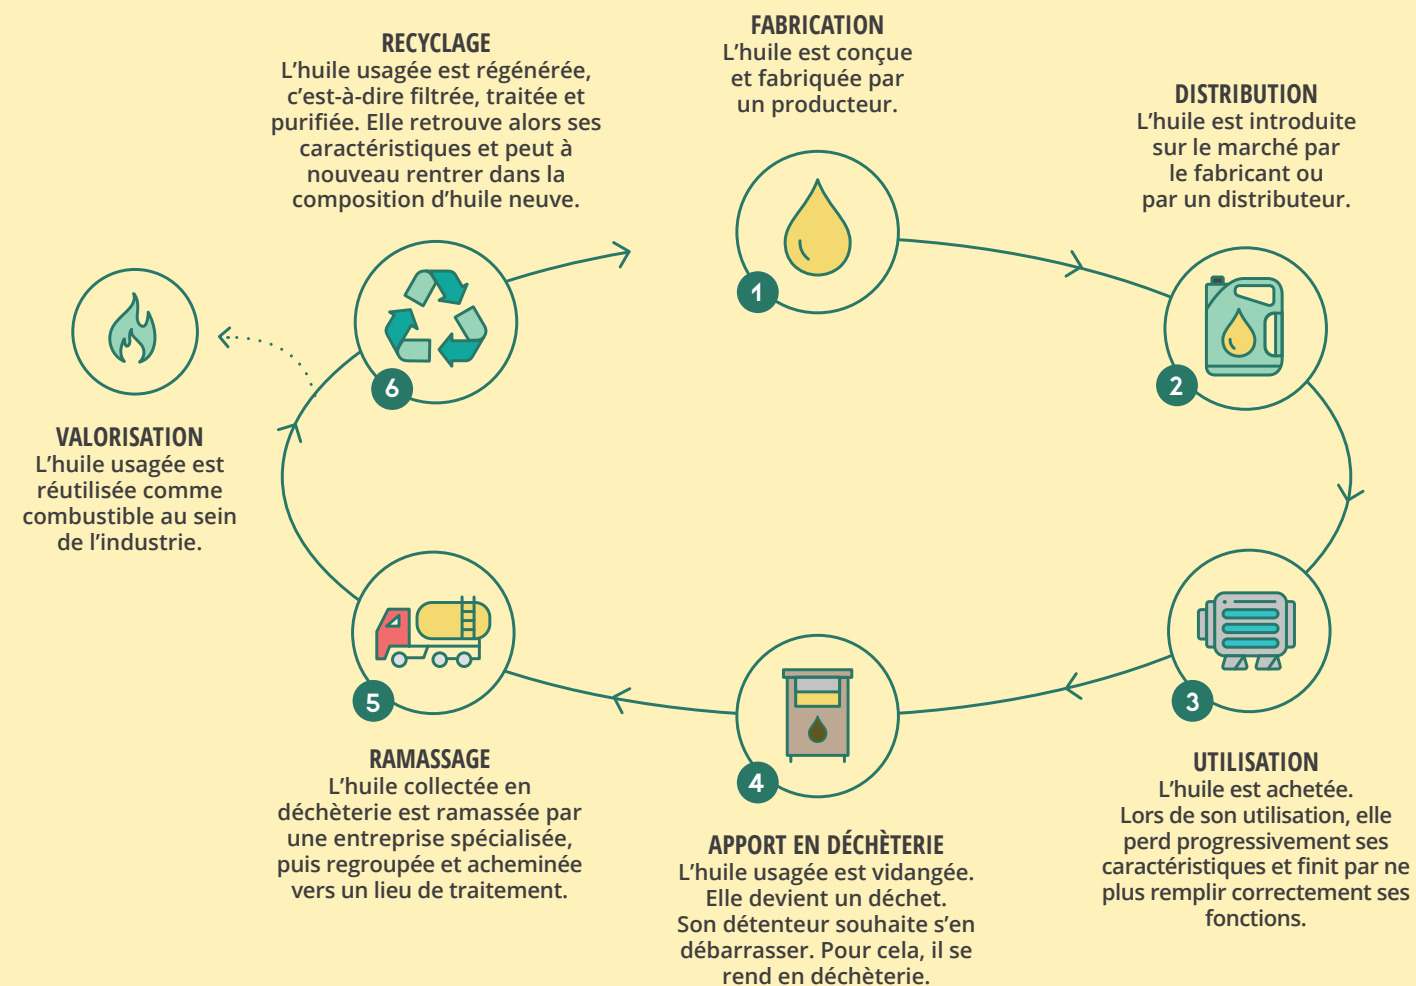 FABRICATION
L’huile est conçue
et fabriquée par
un producteur.
1
DISTRIBUTION
L’huile est introduite
sur le marché par
le fabricant ou
par un distributeur.
2
UTILISATION
L’huile est achetée.
Lors de son utilisation, elle
perd progressivement ses
caractéristiques et finit par ne
plus remplir correctement ses
fonctions.
3
APPORT EN DÉCHÈTERIE
L’huile usagée est vidangée.
Elle devient un déchet.
Son détenteur souhaite s’en
débarrasser. Pour cela, il se
rend en déchèterie.
4
RAMASSAGE
L’huile collectée en
déchèterie est ramassée par
une entreprise spécialisée,
puis regroupée et acheminée
vers un lieu de traitement.
5
RECYCLAGE
L’huile usagée est régénérée,
c’est-à-dire filtrée, traitée et
purifiée. Elle retrouve alors ses
caractéristiques et peut à
nouveau rentrer dans la
composition d’huile neuve.
6
VALORISATION
L’huile usagée est
réutilisée comme
combustible au sein
de l’industrie.